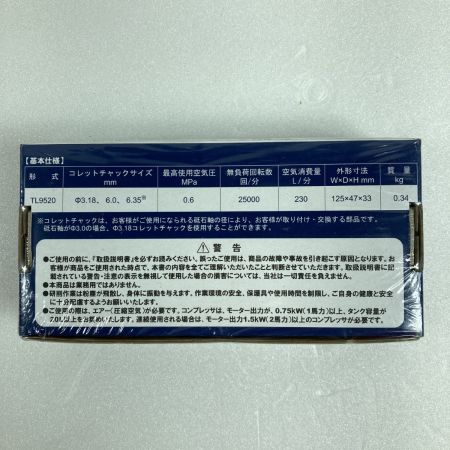 【基本仕様】
形式 コレットチャックサイズ mm 最高使用空気圧 MPa 無負荷回転数 回/分 空気消費量 L/分 外形寸法 W×D×H mm 質量 kg
TL9520 Φ3.18、6.0、6.35※ 0.6 25000 230 125×47×33 0.34
※コレットチャックは、お客様がご使用になられる砥石軸の径により、お客様が取り付け・交換する部品です。
砥石軸がΦ3.0の場合、Φ3.18コレットチャックをご使用ください。
⚠ 警告
●ご使用の前に、『取扱説明書』を必ずお読みください。誤ったご使用は、商品の故障や事故を引き起こす原因となります。お
客様が商品をご使用された時点で、本書の内容を全てご理解いただいたことと判断させていただきます。取扱説明書に記
載されている警告・注意の表示を無視して使用した場合の損害については、当社は一切責任を負いません。
●本商品は業務用ではありません。
●研削作業は粉塵が飛散し、身体に振動を与えます。作業環境の安全、保護具や使用時間を制限し、ご自身の健康と安全
に十分配慮するようお願いします。
●ご使用の際は、エアー(圧縮空気)が必要です。コンプレッサは、モーター出力が、0.75kW(1馬力)以上、タンク容量が
20L以上をお奨めいたします。連続使用される場合は、モーター出力1.5kW(2馬力)以上のコンプレッサが必要です。